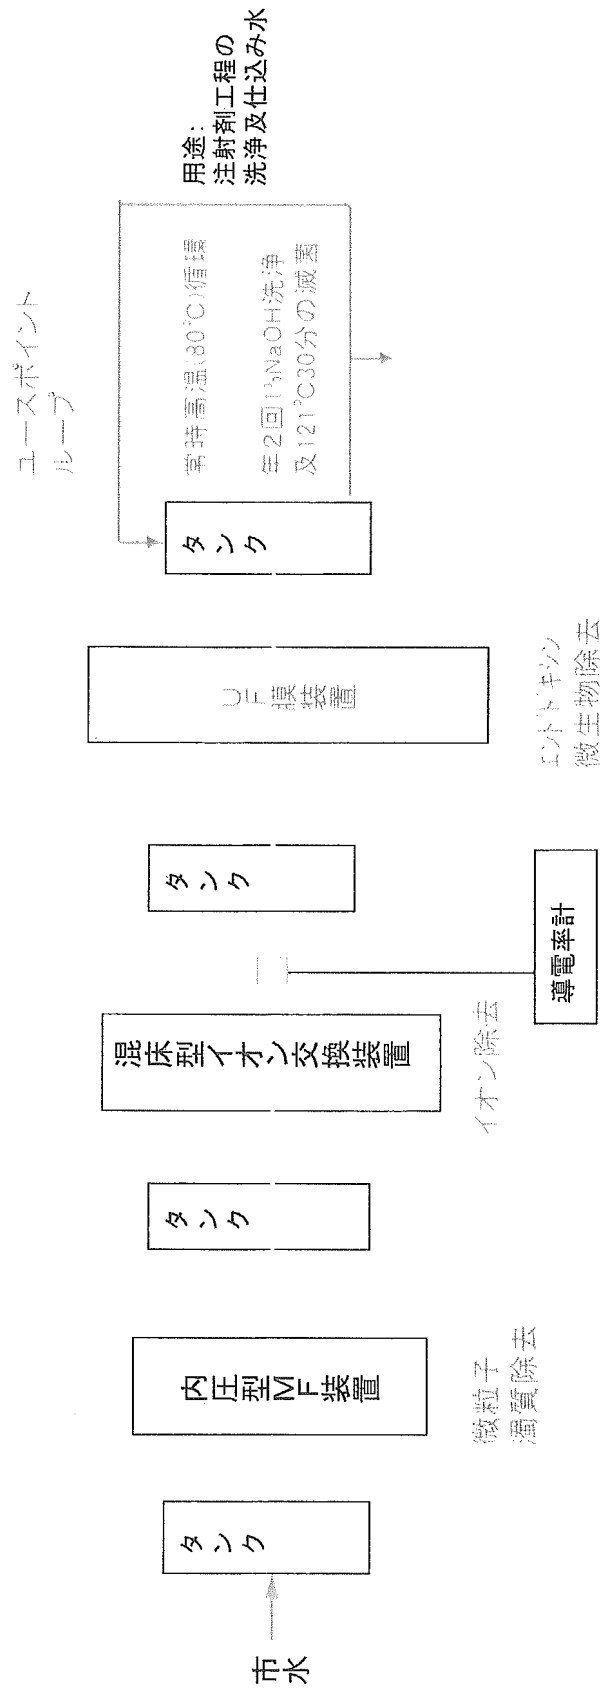 市水
タンク
内圧型MF装置
微粒子
濁質除去
タンク
混床型イオン交換装置
イオン除去
導電率計
タンク
UF膜装置
エンドトキシン
微生物除去
タンク
ユースポイント
ループ
常時高温(80°C)循環
年2回1%NaOH洗浄
及121°C30分の滅菌
用途:
注射剤工程の
洗浄及仕込み水